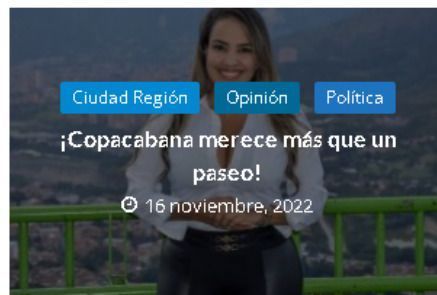 Ciudad Región Opinión Política
¡Copacabana merece más que un
paseo!
16 noviembre, 2022